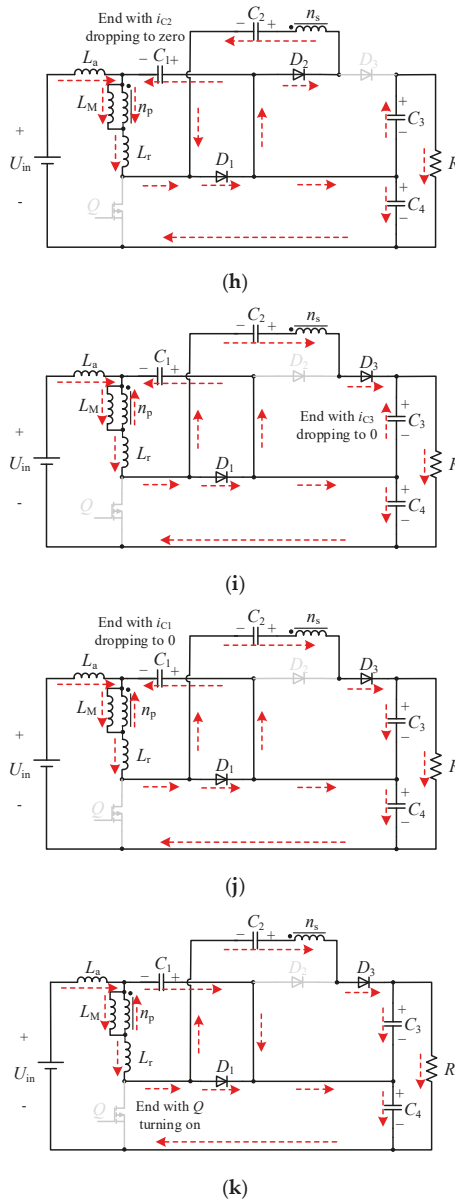 End with iC2
dropping to zero
C2
ns
− +
La
− C1+
D2
D3
LM
np
+
C3
−
Lr
+
Uin
-
R
D1
Q
+
C4
−
(h)
C2
ns
− +
La
C1
− +
D2
D3
LM
np
End with iC3
dropping to 0
+
C3
−
Lr
+
Uin
-
R
D1
Q
+
C4
−
(i)
End with iC1
dropping to 0
C2
ns
− +
La
C1
− +
D2
D3
LM
np
+
C3
−
Lr
+
Uin
-
R
D1
Q
+
C4
−
(j)
C2
ns
− +
La
C1
− +
D2
D3
LM
np
+
C3
−
Lr
+
Uin
-
R
D1
Q
End with Q
turning on
+
C4
−
(k)